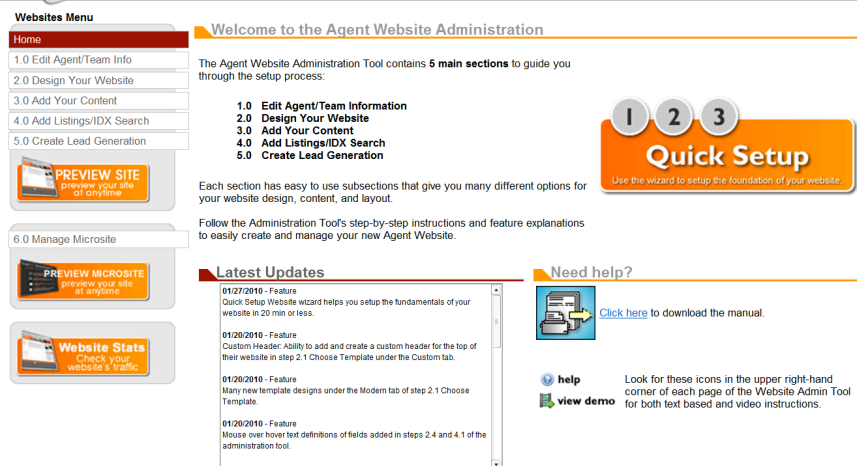 Websites Menu
Home
1.0 Edit Agent/Team Info
2.0 Design Your Website
3.0 Add Your Content
4.0 Add Listings/IDX Search
5.0 Create Lead Generation
PREVIEW SITE
preview your site
at anytime
6.0 Manage Microsite
PREVIEW MICROSITE
preview your site
at anytime
Website Stats
Check your
website's traffic
Welcome to the Agent Website Administration
The Agent Website Administration Tool contains 5 main sections to guide you
through the setup process:
1.0 Edit Agent/Team Information
2.0 Design Your Website
3.0 Add Your Content
4.0 Add Listings/IDX Search
5.0 Create Lead Generation
Each section has easy to use subsections that give you many different options for
your website design, content, and layout.
Follow the Administration Tool's step-by-step instructions and feature explanations
to easily create and manage your new Agent Website.
1 2 3
Quick Setup
Use the wizard to setup the foundation of your website.
Latest Updates
01/27/2010 - Feature
Quick Setup Website wizard helps you setup the fundamentals of your
website in 20 min or less.
01/20/2010 - Feature
Custom Header: Ability to add and create a custom header for the top of
their website in step 2.1 Choose Template under the Custom tab.
01/20/2010 - Feature
Many new template designs under the Modern tab of step 2.1 Choose
Template.
01/20/2010 - Feature
Mouse over hover text definitions of fields added in steps 2.4 and 4.1 of the
administration tool.
Need help?
Click here to download the manual.
help
view demo
Look for these icons in the upper right-hand
corner of each page of the Website Admin Tool
for both text based and video instructions.